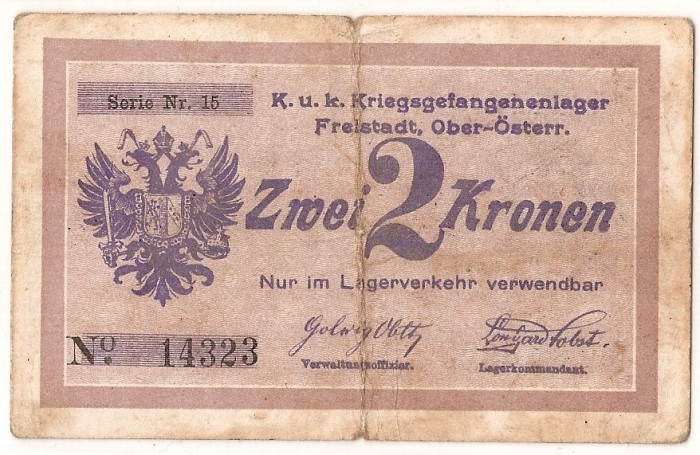 Serie Nr. 15
K. u. k. Kriegsgefangenenlager
Freistadt, Ober-Österr.
Zwei 2 Kronen
Nur im Lagerverkehr verwendbar
Verwaltungsoffizier.
Lagerkommandant.
No. 14323